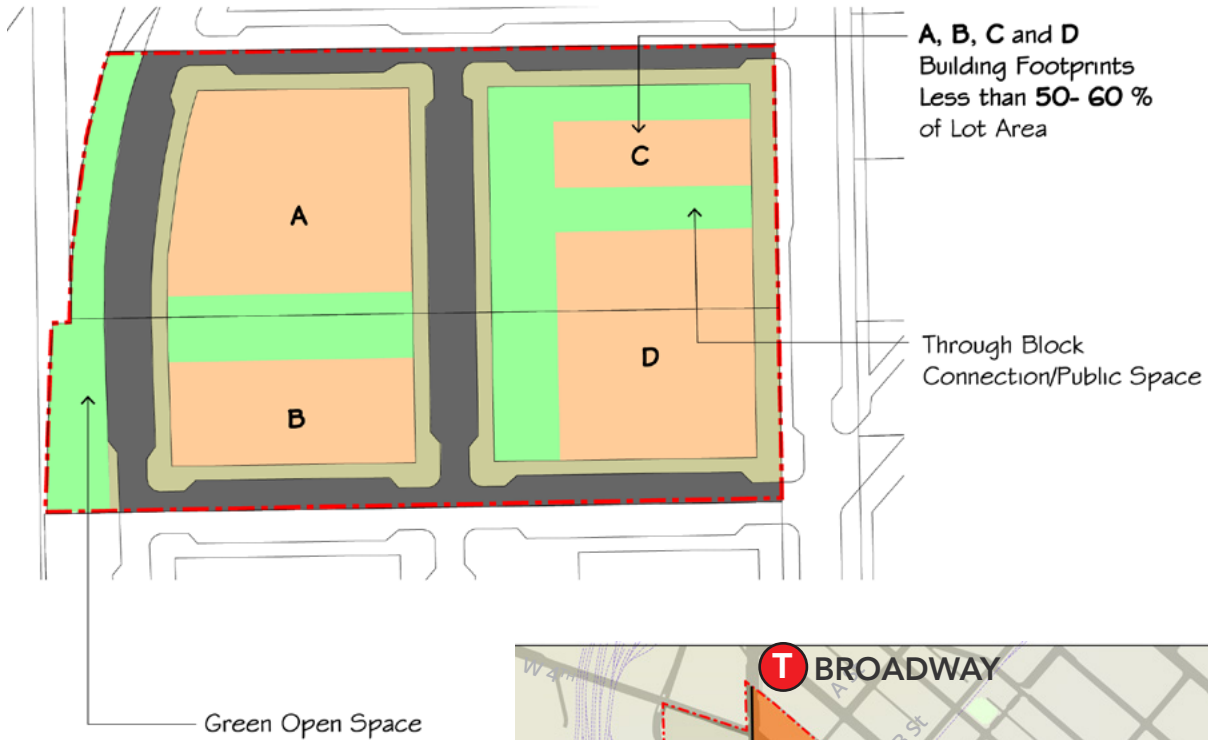 A, B, C and D
Building Footprints
Less than 50- 60 %
of Lot Area
C
A
Through Block
Connection/Public Space
D
B
Green Open Space
T BROADWAY